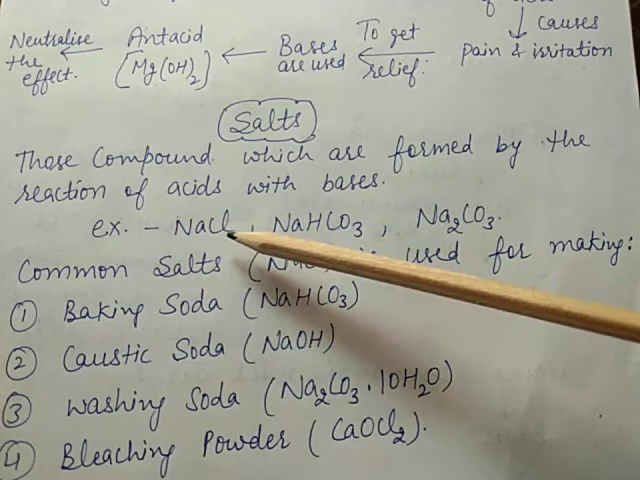 of
causes
Neutralise Antacid Bases To get pain & irritation
the [Mg(OH)2] are used relief:
effect.
Salts
Those Compound which are formed by the
reaction of acids with bases.
ex. - NaCl, NaHCO3, Na2CO3.
Common Salts ( used for making:
① Baking Soda (NaHCO3)
② Caustic Soda (NaOH)
③ Washing Soda (Na2CO3.10H2O)
④ Bleaching Powder (CaOCl2).